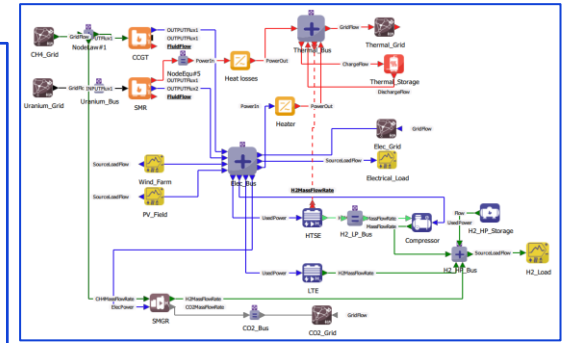 GridFlow
CH4_Grid
NodeLaw#1
OUTPUTFlux1
OUTPUTFlux1
FluidFlow
CCGT
Uranium_Grid
Uranium_Bus
INPUTFlux1
OUTPUTFlux1
OUTPUTFlux2
FluidFlow
SMR
PowerIn
NodeEqu#5
Heat losses
PowerOut
Thermal_Bus
GridFlow
Thermal_Grid
ChargeFlow
Thermal_Storage
DischargeFlow
PowerIn
Heater
PowerOut
GridFlow
Elec_Grid
SourceLoadFlow
Electrical_Load
SourceLoadFlow
Wind_Farm
Elec_Bus
SourceLoadFlow
PV_Field
H2MassFlowRate
UsedPower
HTSE
H2MassFlowRate
H2_LP_Bus
MassFlowRate
MassFlowRate
Compressor
UsedPower
Flow
H2_HP_Storage
SourceLoadFlow
H2_HP_Bus
H2_Load
UsedPower
H2MassFlowRate
LTE
CH4MassFlowRate
ElecPower
SMGR
H2MassFlowRate
CO2MassFlowRate
CO2_Bus
CO2_Grid
GridFlow